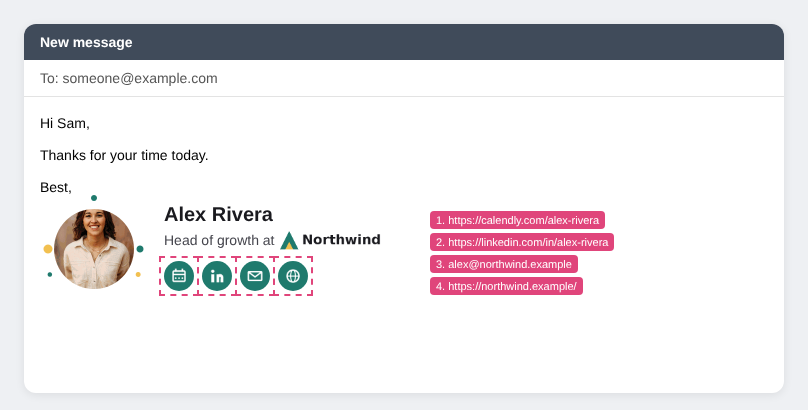 New message
To: someone@example.com
Hi Sam,
Thanks for your time today.
Best,
Alex Rivera
Head of growth at Northwind
in
1. https://calendly.com/alex-rivera
2. https://linkedin.com/in/alex-rivera
3. alex@northwind.example
4. https://northwind.example/